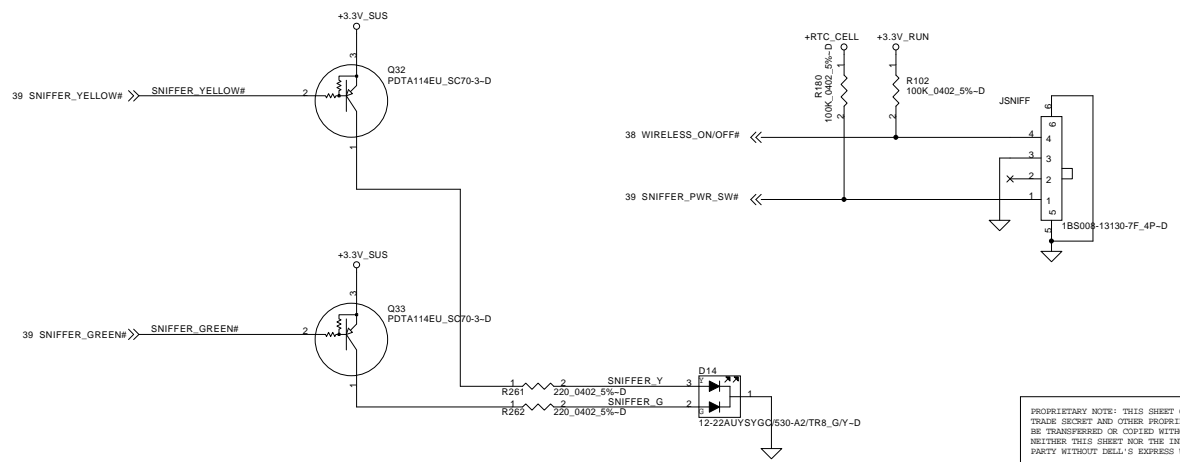 +3.3V_SUS
3
Q32
PDTA114EU_SC70-3~D
39 SNIFFER_YELLOW#
SNIFFER_YELLOW#
2
1
+RTC_CELL
+3.3V_RUN
1
1
R180
100K_0402_5%~D
R102
100K_0402_5%~D
2
2
JSNIFF
6
6
38 WIRELESS_ON/OFF#
4
4
3
3
2
2
39 SNIFFER_PWR_SW#
1
1
5
5
1BS008-13130-7F_4P~D
+3.3V_SUS
3
Q33
PDTA114EU_SC70-3~D
39 SNIFFER_GREEN#
SNIFFER_GREEN#
2
1
D14
1
2
SNIFFER_Y
3
Y
R261
220_0402_5%~D
1
1
2
SNIFFER_G
2
G
R262
220_0402_5%~D
12-22AUYSYGC/530-A2/TR8_G/Y~D
PROPRIETARY NOTE: THIS SHEET
TRADE SECRET AND OTHER
BE TRANSFERRED OR COPIED
NEITHER THIS SHEET NOR THE
PARTY WITHOUT DELL'S EXPRESS